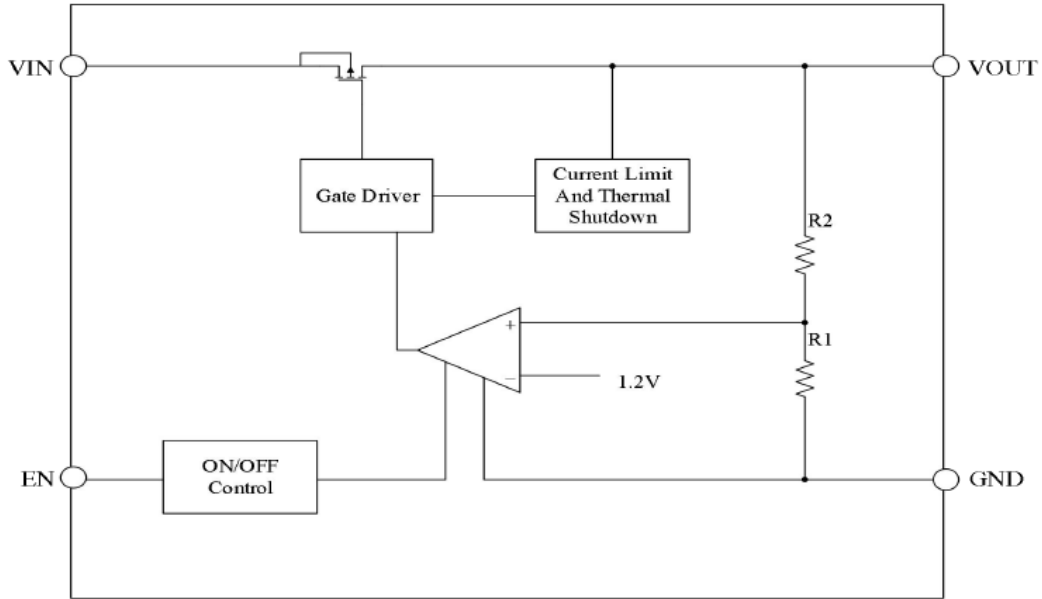 VIN
VOUT
Gate Driver
Current Limit
And Thermal
Shutdown
R2
+
R1
−
1.2V
EN
ON/OFF
Control
GND